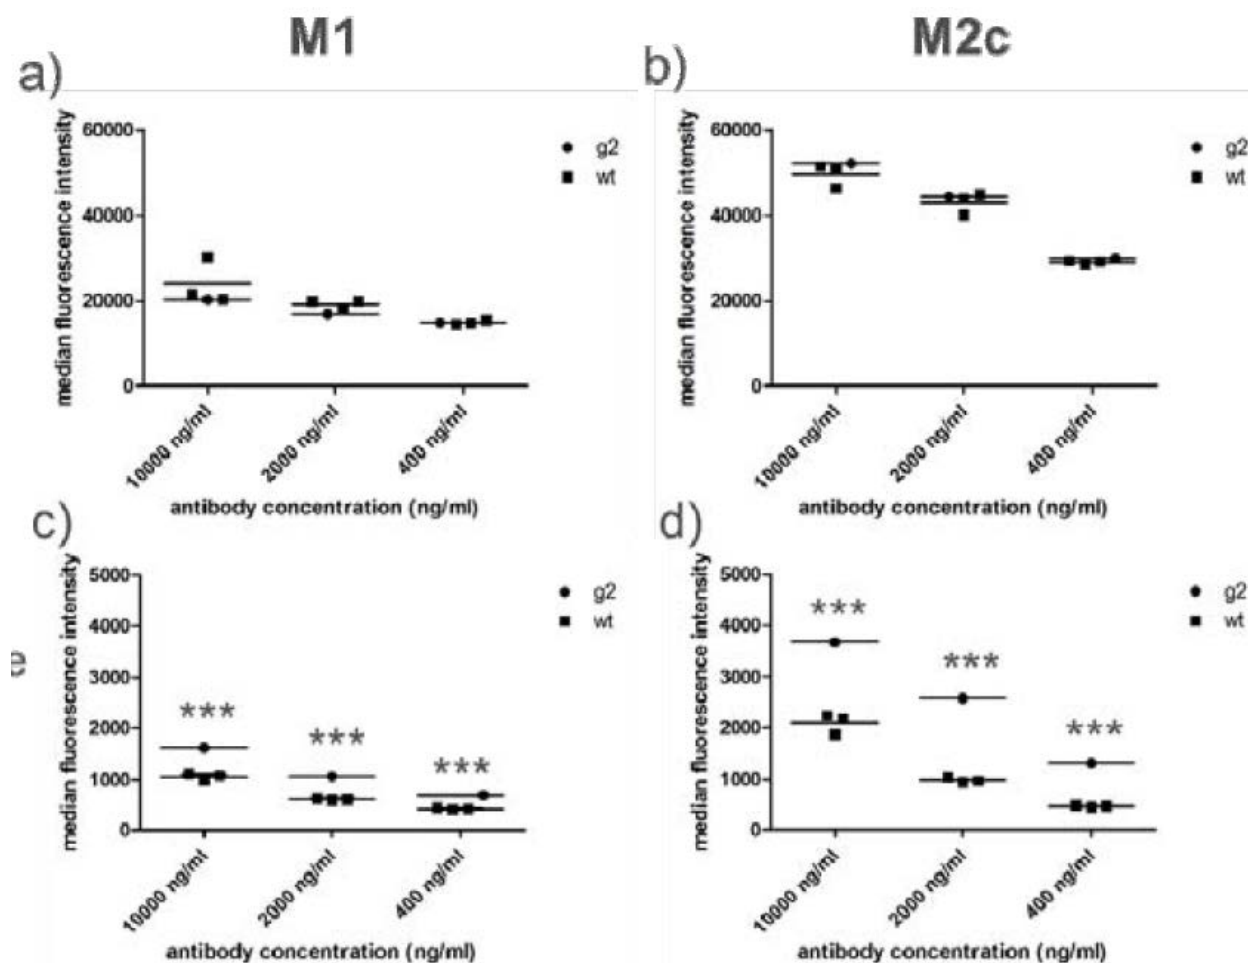 M1
M2c
a)
median fluorescence intensity
60000
40000
20000
0
10000 ng/ml
2000 ng/ml
400 ng/ml
antibody concentration (ng/ml)
g2
wt
b)
median fluorescence intensity
60000
40000
20000
0
10000 ng/ml
2000 ng/ml
400 ng/ml
antibody concentration (ng/ml)
g2
wt
c)
median fluorescence intensity
5000
4000
3000
2000
1000
0
***
***
***
10000 ng/ml
2000 ng/ml
400 ng/ml
antibody concentration (ng/ml)
g2
wt
d)
median fluorescence intensity
5000
4000
3000
2000
1000
0
***
***
***
10000 ng/ml
2000 ng/ml
400 ng/ml
antibody concentration (ng/ml)
g2
wt